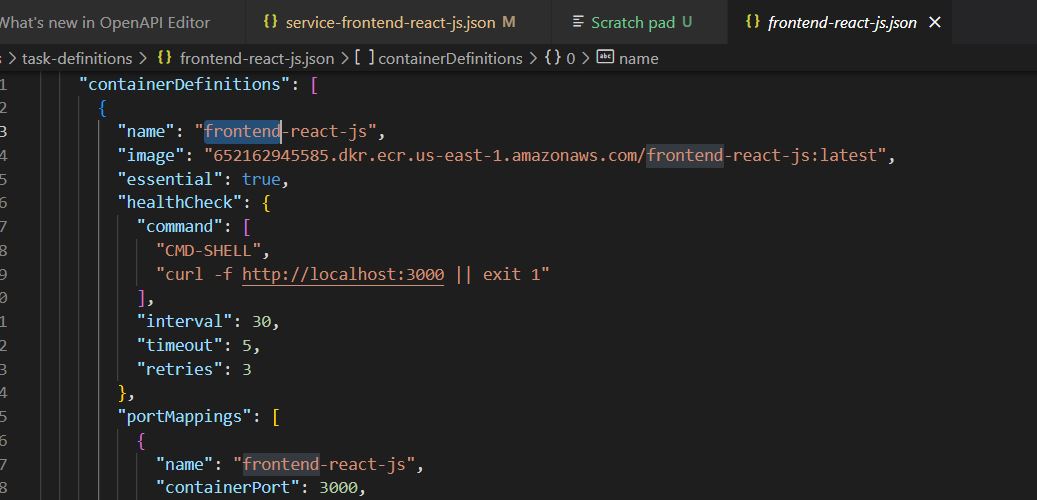 What's new in OpenAPI Editor {} service-frontend-react-js.json M Scratch pad U {} frontend-react-js.json ×
s > task-definitions > {} frontend-react-js.json > [ ] containerDefinitions > {} 0 > abc name
1 "containerDefinitions": [
2 {
3 "name": "frontend-react-js",
4 "image": "652162945585.dkr.ecr.us-east-1.amazonaws.com/frontend-react-js:latest",
5 "essential": true,
6 "healthCheck": {
7 "command": [
8 "CMD-SHELL",
9 "curl -f http://localhost:3000 || exit 1"
0 ],
1 "interval": 30,
2 "timeout": 5,
3 "retries": 3
4 },
5 "portMappings": [
6 {
7 "name": "frontend-react-js",
8 "containerPort": 3000,